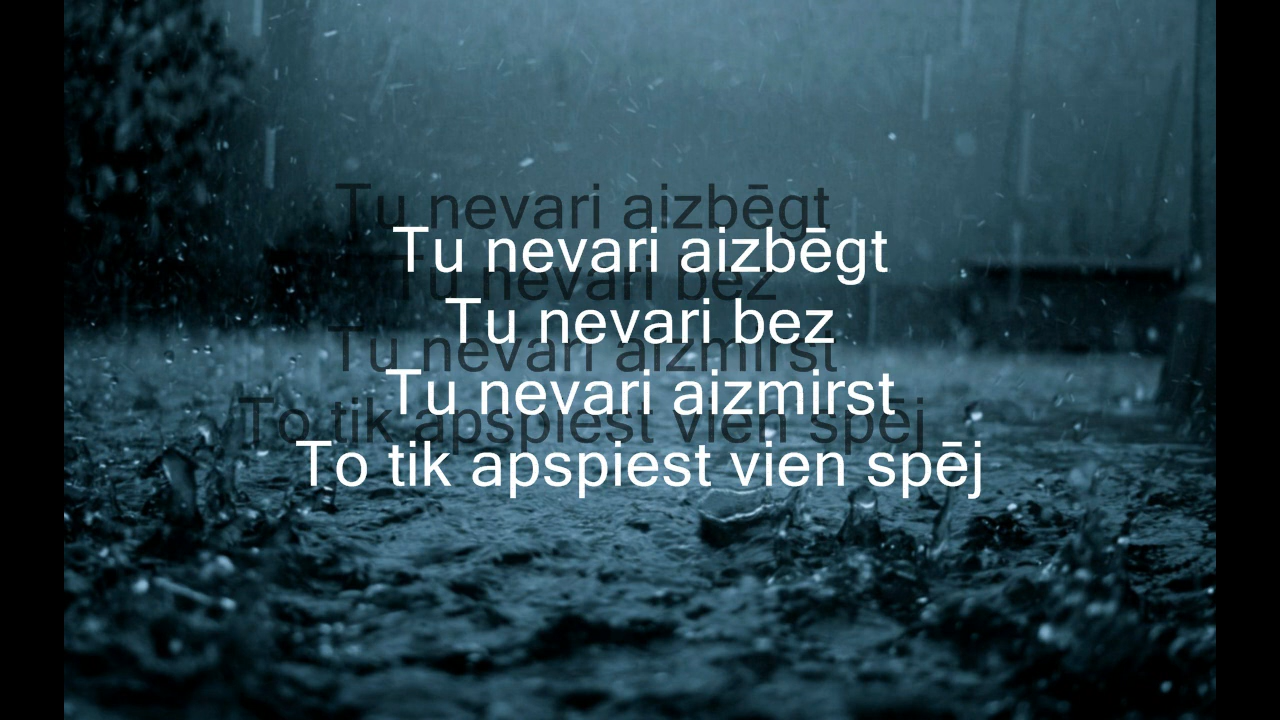 Tu nevari aizbēgt
Tu nevari bez
Tu nevari aizmirst
To tik apspiest vien spēj